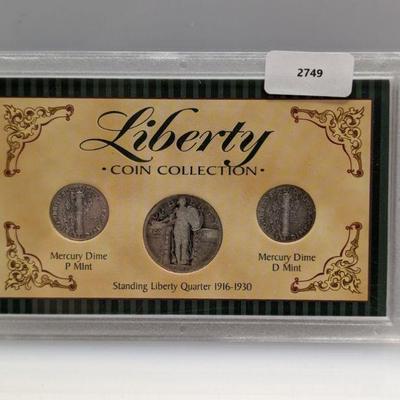 2749
Liberty
• COIN COLLECTION •
Mercury Dime
P MInt
Mercury Dime
D Mint
Standing Liberty Quarter 1916-1930